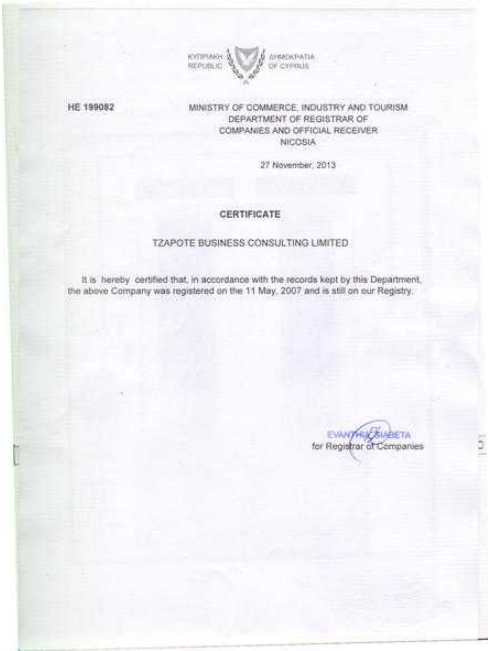 ΚΥΠΡΙΑΚΗ ΔΗΜΟΚΡΑΤΙΑ
REPUBLIC OF CYPRUS
HE 199082
MINISTRY OF COMMERCE, INDUSTRY AND TOURISM
DEPARTMENT OF REGISTRAR OF
COMPANIES AND OFFICIAL RECEIVER
NICOSIA
27 November, 2013
CERTIFICATE
TZAPOTE BUSINESS CONSULTING LIMITED
It is hereby certified that, in accordance with the records kept by this Department,
the above Company was registered on the 11 May, 2007 and is still on our Registry.
for Registrar of Companies